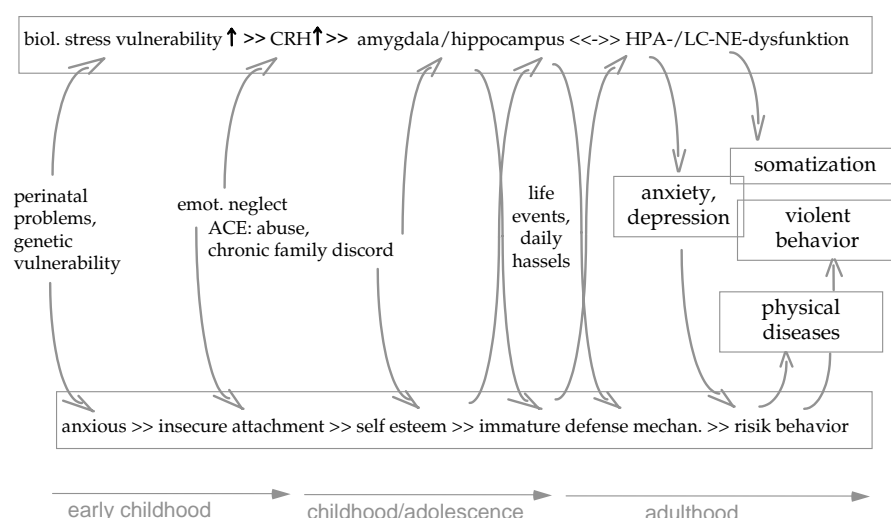 biol. stress vulnerability ↑ >> CRH↑>> amygdala/hippocampus <<->> HPA-/LC-NE-dysfunktion
somatization
perinatal
problems,
genetic
vulnerability
emot. neglect
ACE: abuse,
chronic family discord
life
events,
daily
hassels
anxiety,
depression
violent
behavior
physical
diseases
anxious >> insecure attachment >> self esteem >> immature defense mechan. >> risik behavior
early childhood
childhood/adolescence
adulthood